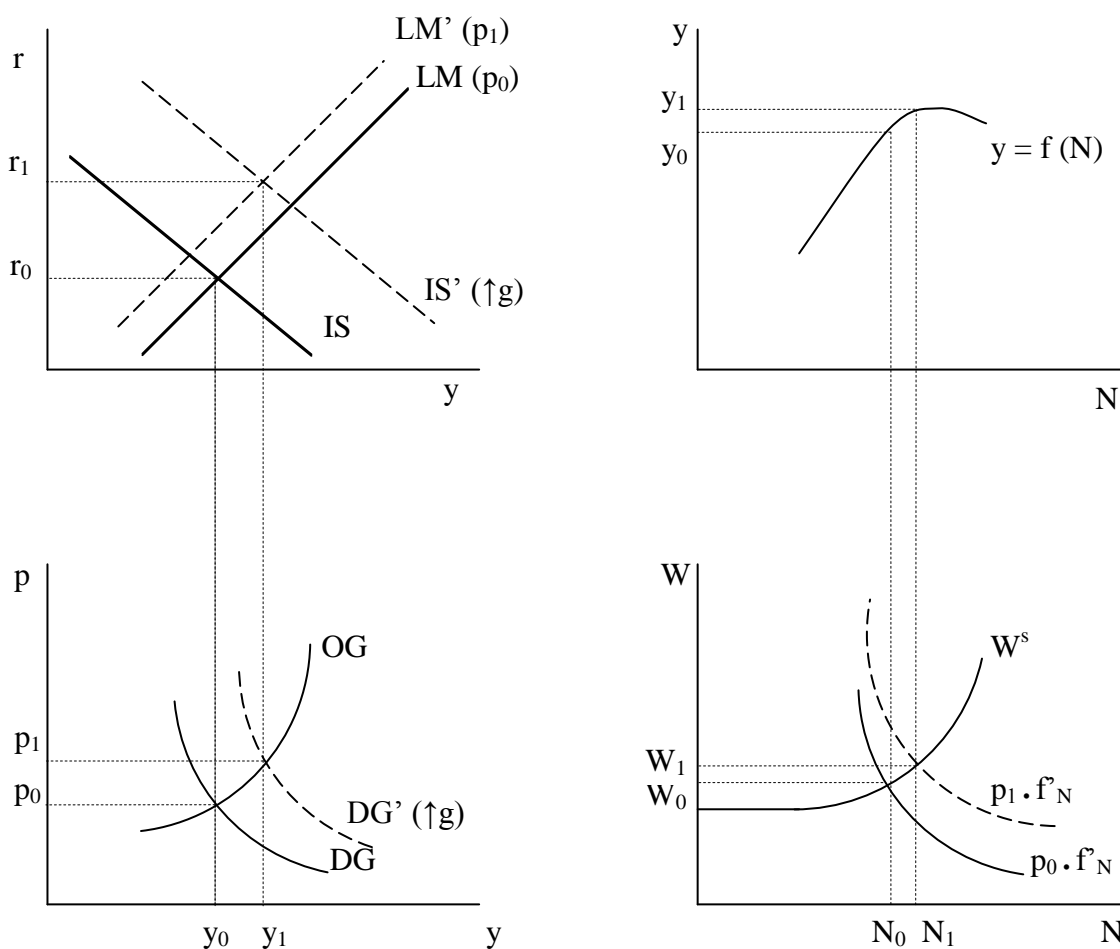 r
LM’ (p₁)
LM (p₀)
r₁
r₀
IS’ (↑g)
IS
y
y
y₁
y₀
y = f (N)
N
p
OG
p₁
p₀
DG’ (↑g)
DG
y₀
y₁
y
W
Wˢ
W₁
W₀
p₁ . f’N
p₀ . f’N
N₀
N₁
N